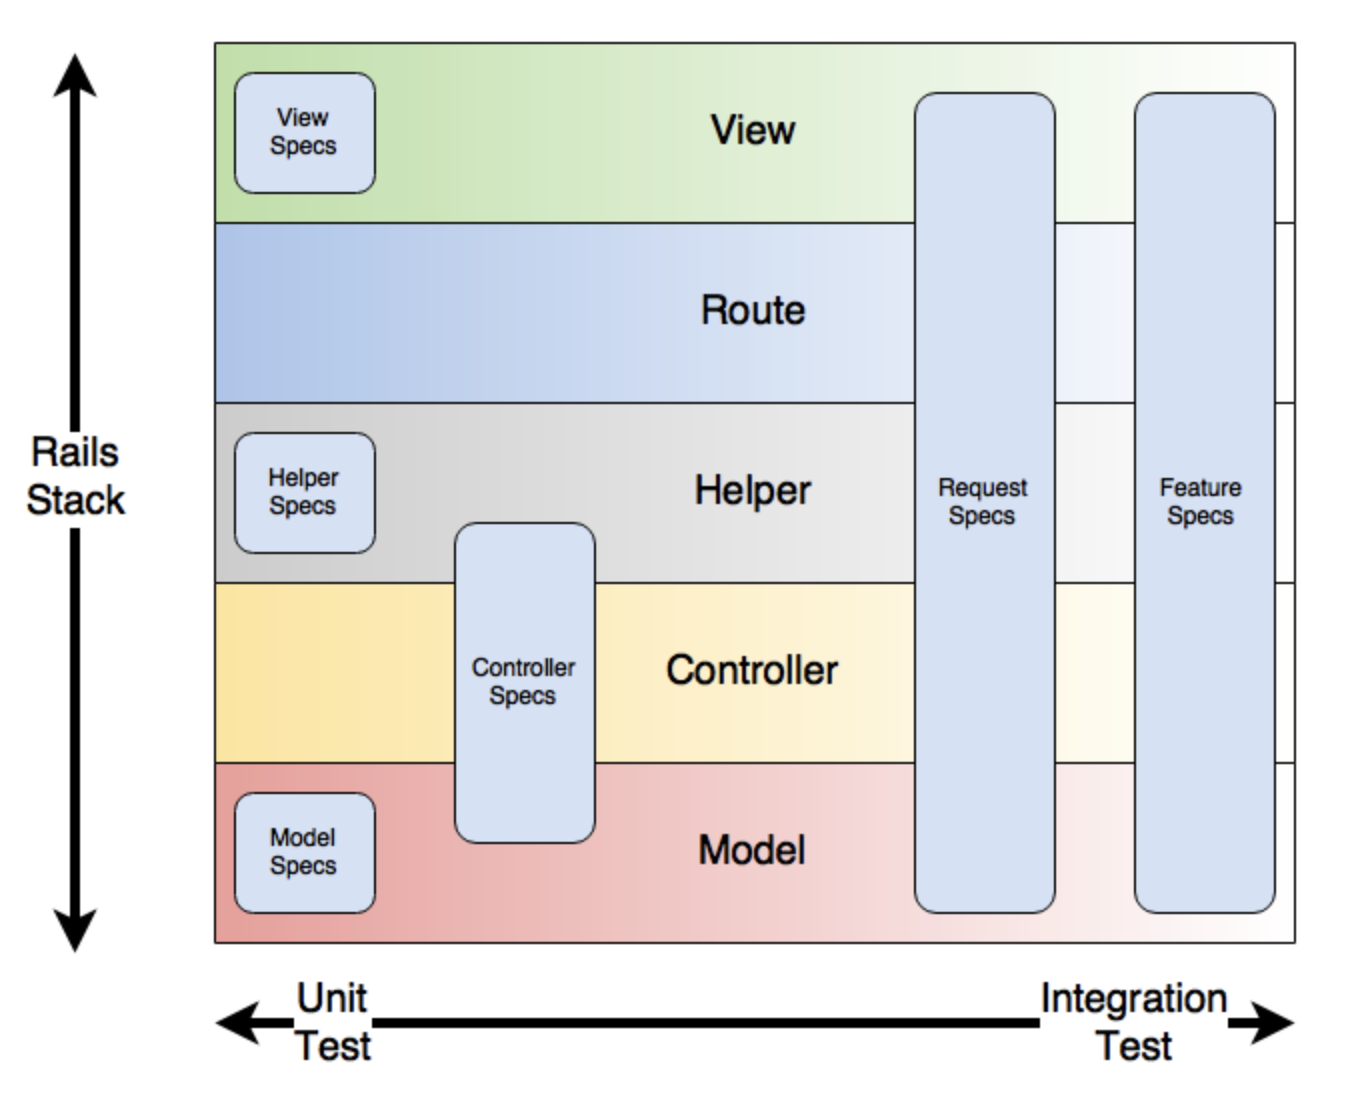 View
Specs
View
Route
Rails
Stack
Helper
Specs
Helper
Request
Specs
Feature
Specs
Controller
Specs
Controller
Model
Specs
Model
Unit
Test
Integration
Test